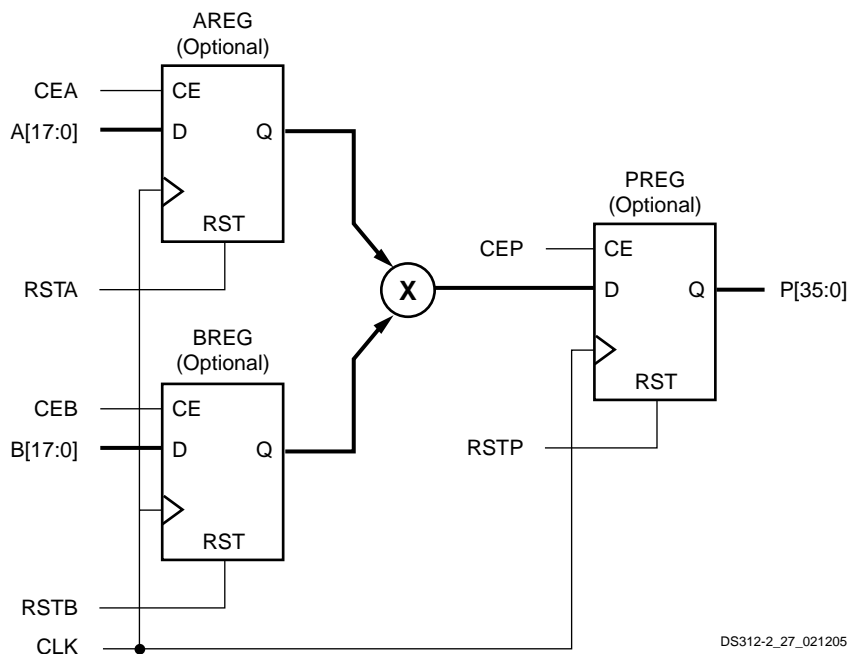 AREG
(Optional)
CEA
CE
A[17:0]
D
Q
RST
RSTA
BREG
(Optional)
CEB
CE
B[17:0]
D
Q
RST
RSTB
CLK
X
PREG
(Optional)
CEP
CE
D
Q
P[35:0]
RST
RSTP
DS312-2_27_021205